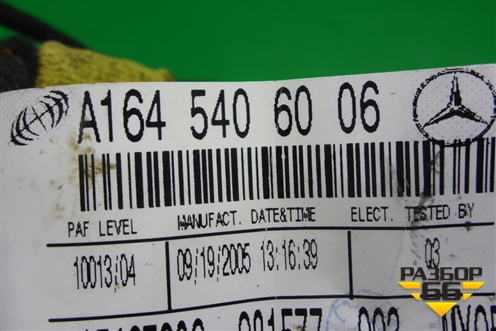 A164 540 60 06
PAF LEVEL MANUFACT. DATE&TIME ELECT. TESTED BY
10013/04 09/19/2005 13:16:39 03
РАЗБОР
66